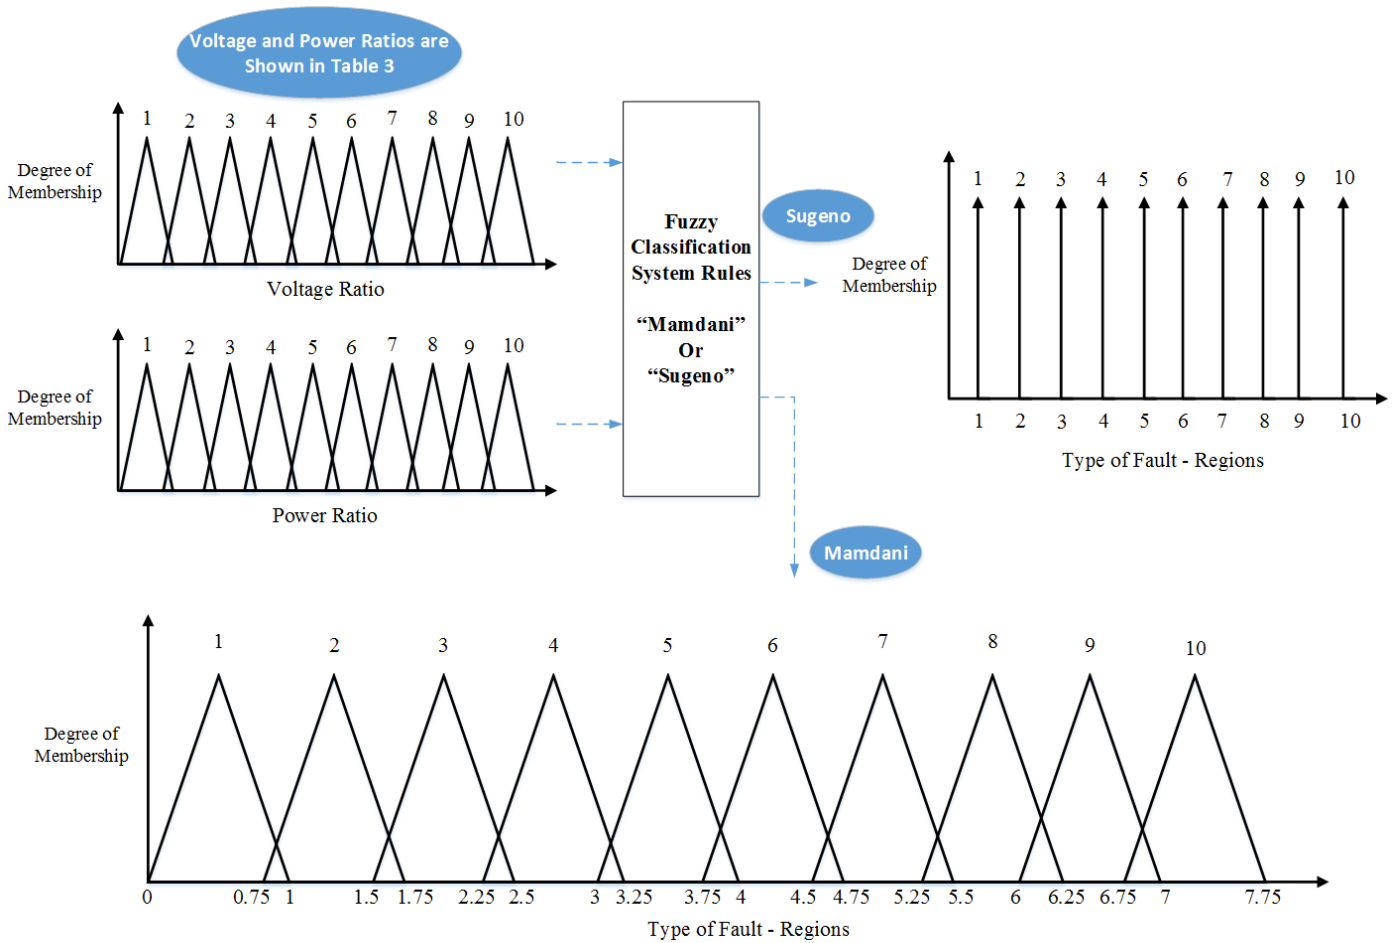 Voltage and Power Ratios are
Shown in Table 3
1 2 3 4 5 6 7 8 9 10
Degree of
Membership
Voltage Ratio
1 2 3 4 5 6 7 8 9 10
Degree of
Membership
Power Ratio
Fuzzy
Classification
System Rules
“Mamdani”
Or
“Sugeno”
Sugeno
1 2 3 4 5 6 7 8 9 10
Degree of
Membership
1 2 3 4 5 6 7 8 9 10
Type of Fault - Regions
Mamdani
1 2 3 4 5 6 7 8 9 10
Degree of
Membership
0 0.75 1 1.5 1.75 2.25 2.5 3 3.25 3.75 4 4.5 4.75 5.25 5.5 6 6.25 6.75 7 7.75
Type of Fault - Regions